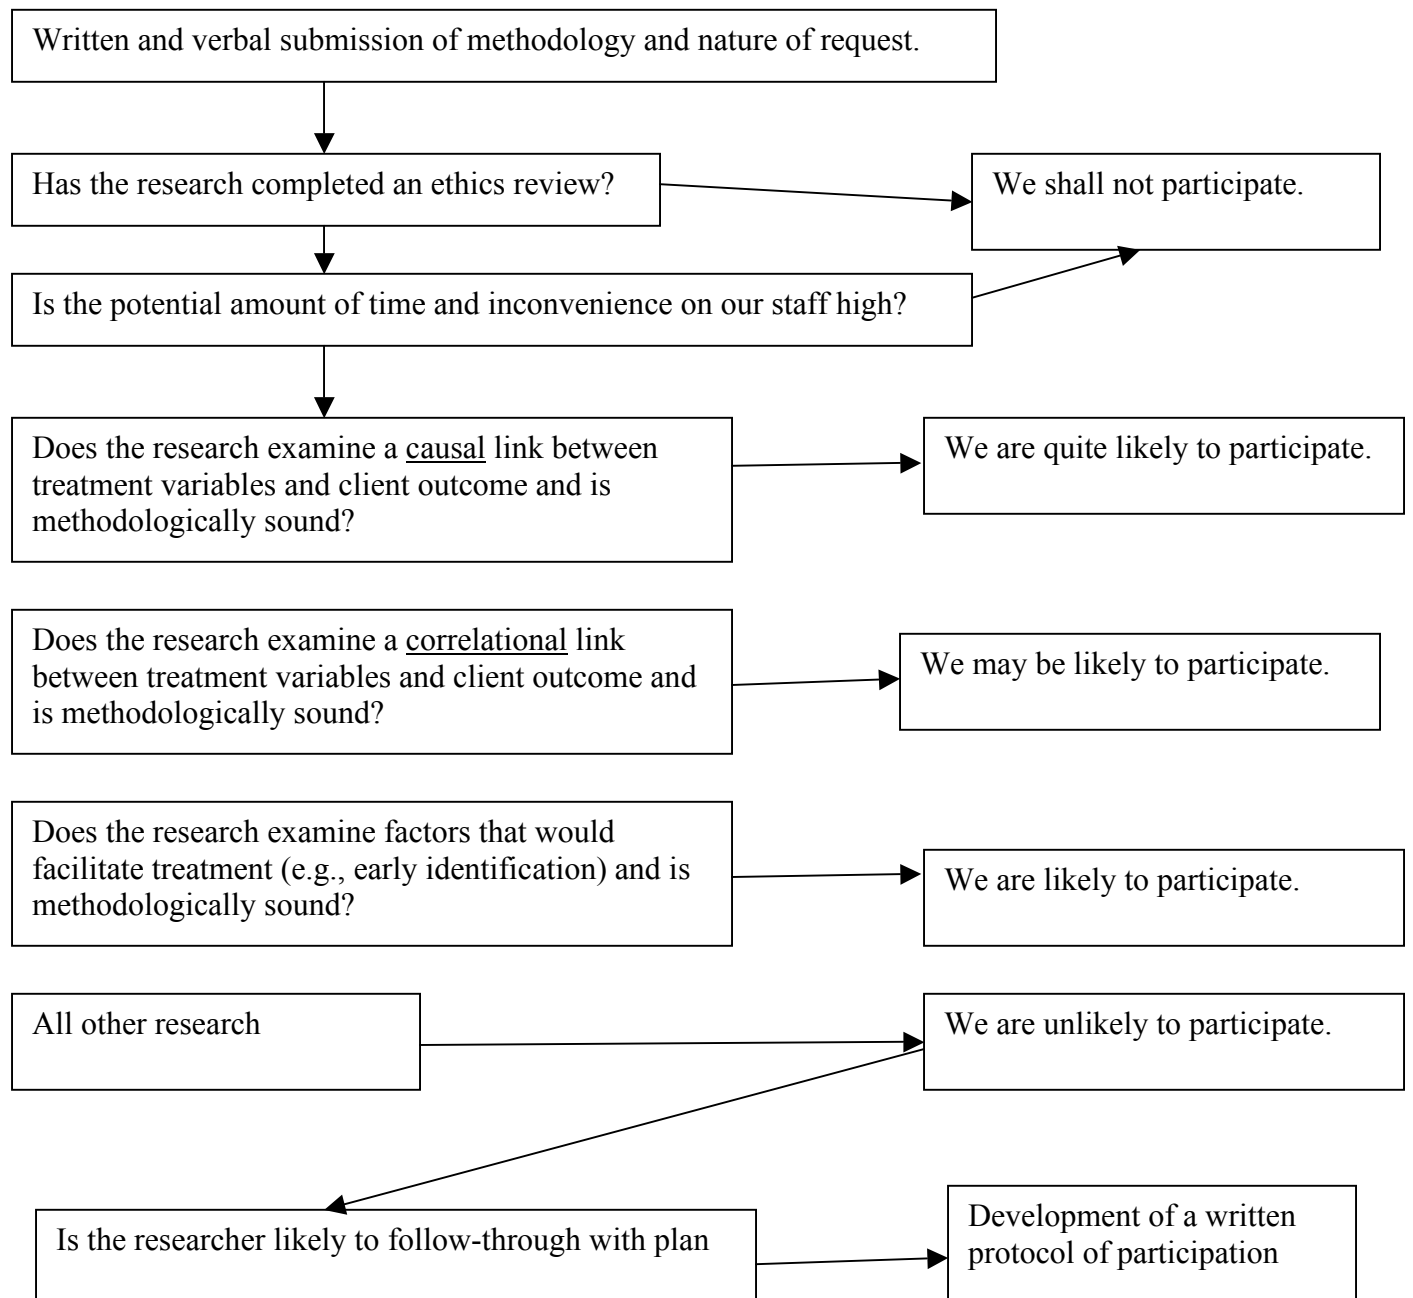 Written and verbal submission of methodology and nature of request.
Has the research completed an ethics review?
We shall not participate.
Is the potential amount of time and inconvenience on our staff high?
Does the research examine a causal link between
treatment variables and client outcome and is
methodologically sound?
We are quite likely to participate.
Does the research examine a correlational link
between treatment variables and client outcome and
is methodologically sound?
We may be likely to participate.
Does the research examine factors that would
facilitate treatment (e.g., early identification) and is
methodologically sound?
We are likely to participate.
All other research
We are unlikely to participate.
Is the researcher likely to follow-through with plan
Development of a written
protocol of participation